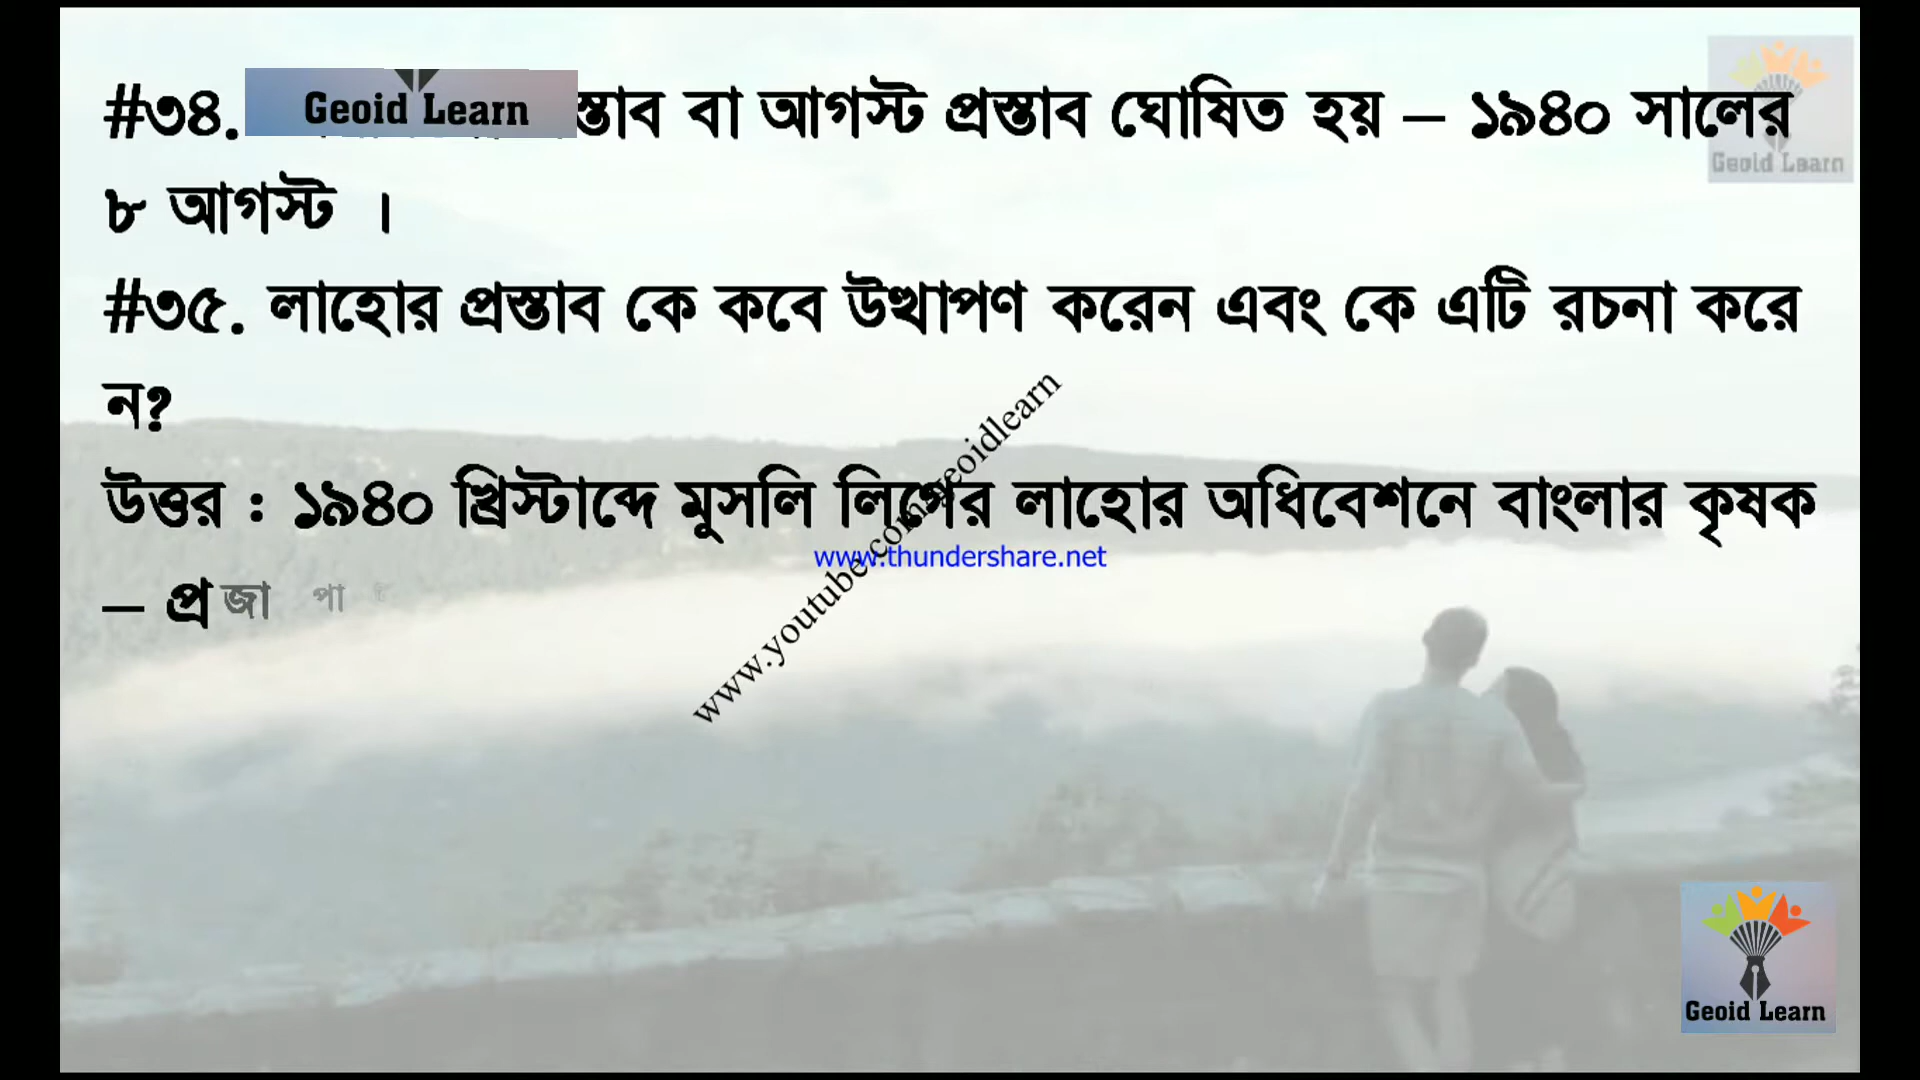 #৩৪. Geoid Learn বা আগস্ট প্রস্তাব ঘোষিত হয় – ১৯৪০ সালের
Geoid Learn
৮ আগস্ট ।
#৩৫. লাহোর প্রস্তাব কে কবে উত্থাপণ করেন এবং কে এটি রচনা করে
ন?
উত্তর : ১৯৪০ খ্রিস্টাব্দে মুসলি লিগের লাহোর অধিবেশনে বাংলার কৃষক
www.thundershare.net
www.youtube.com/geoidlearn
– প্রজা পা
Geoid Learn